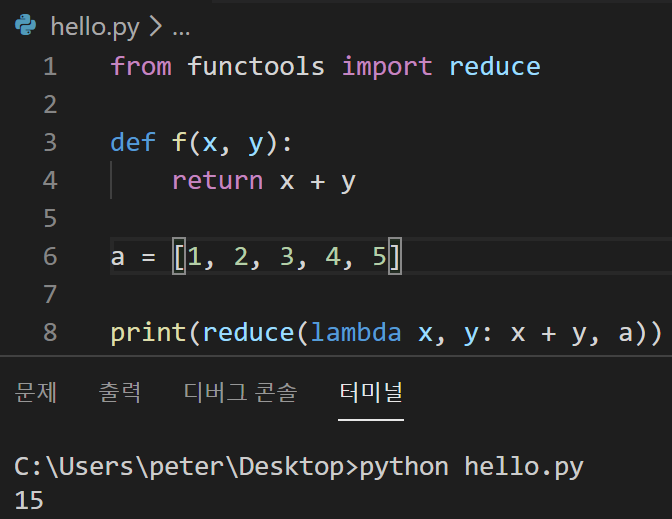 hello.py > ...
1 from functools import reduce
2
3 def f(x, y):
4     return x + y
5
6 a = [1, 2, 3, 4, 5]
7
8 print(reduce(lambda x, y: x + y, a))
문제 출력 디버그 콘솔 터미널
C:\Users\peter\Desktop>python hello.py
15